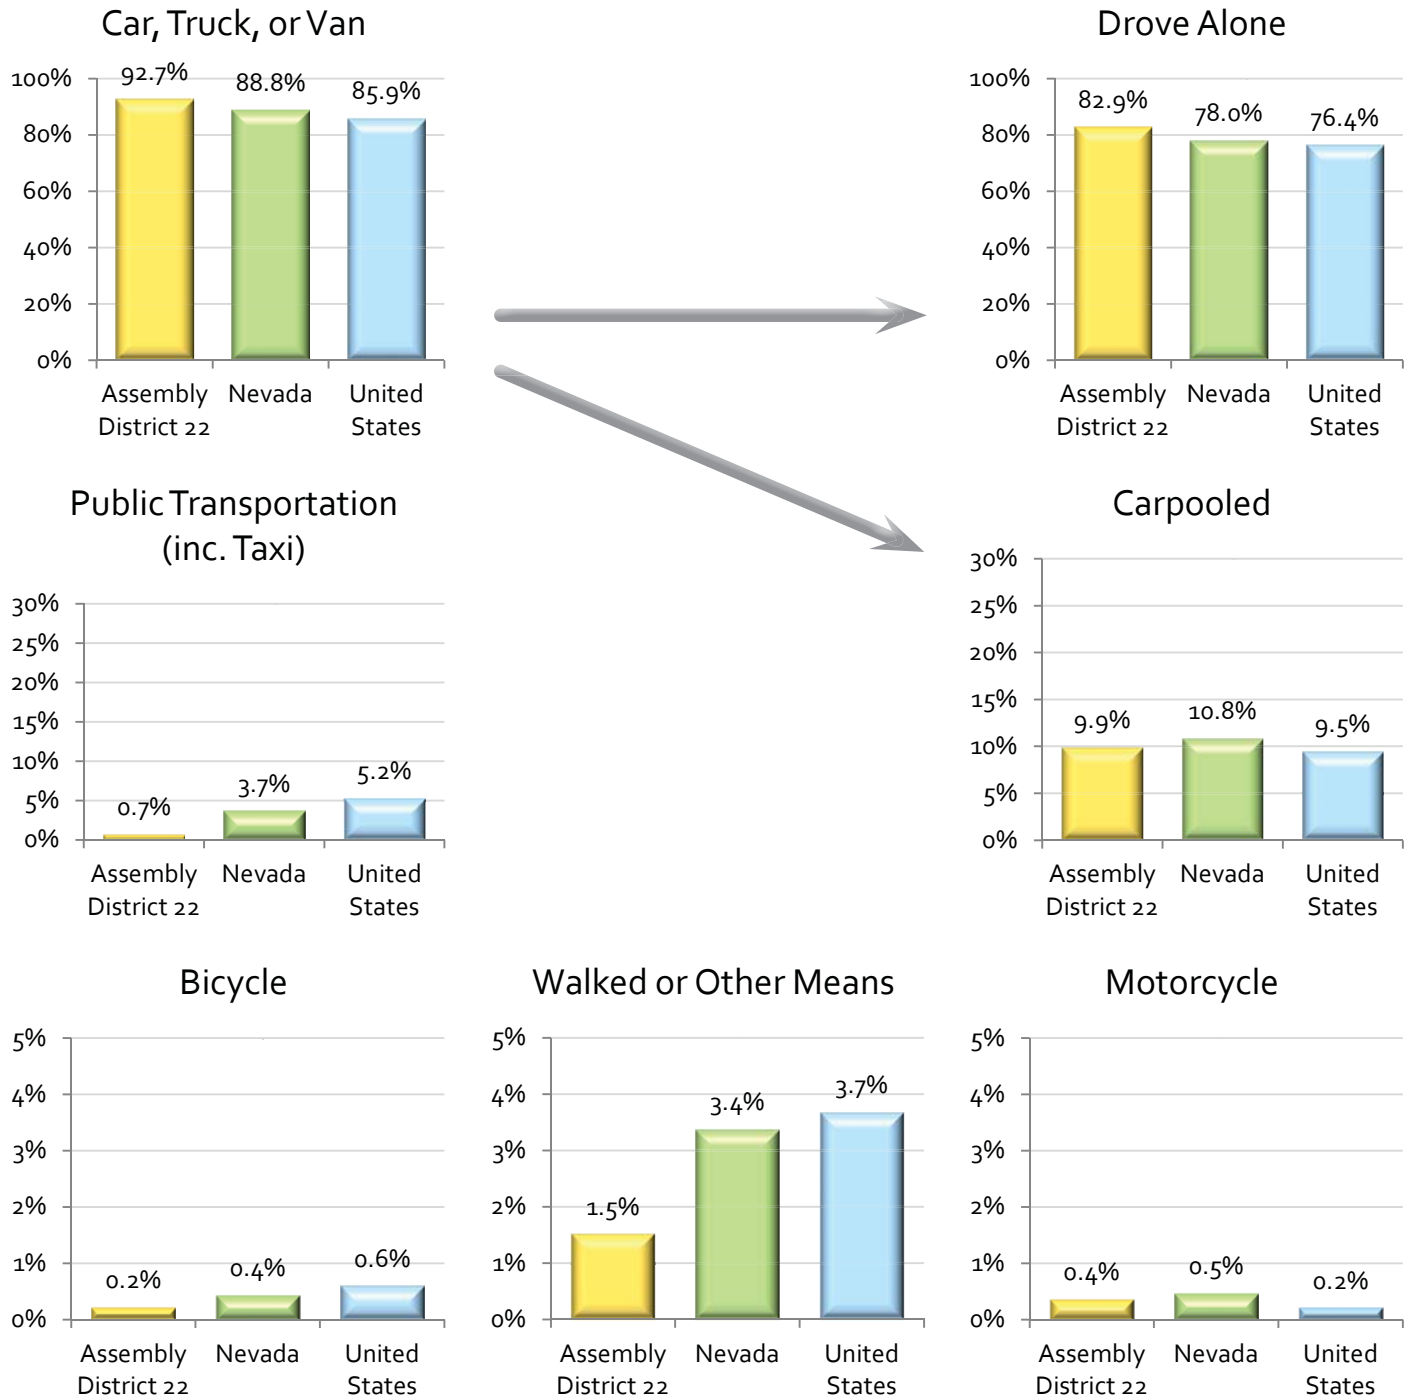 Car, Truck, or Van
100%
80%
60%
40%
20%
0%
92.7%
88.8%
85.9%
Assembly
District 22
Nevada
United
States
Drove Alone
100%
80%
60%
40%
20%
0%
82.9%
78.0%
76.4%
Assembly
District 22
Nevada
United
States
Public Transportation
(inc. Taxi)
30%
25%
20%
15%
10%
5%
0%
0.7%
3.7%
5.2%
Assembly
District 22
Nevada
United
States
Carpooled
30%
25%
20%
15%
10%
5%
0%
9.9%
10.8%
9.5%
Assembly
District 22
Nevada
United
States
Bicycle
5%
4%
3%
2%
1%
0%
0.2%
0.4%
0.6%
Assembly
District 22
Nevada
United
States
Walked or Other Means
5%
4%
3%
2%
1%
0%
1.5%
3.4%
3.7%
Assembly
District 22
Nevada
United
States
Motorcycle
5%
4%
3%
2%
1%
0%
0.4%
0.5%
0.2%
Assembly
District 22
Nevada
United
States